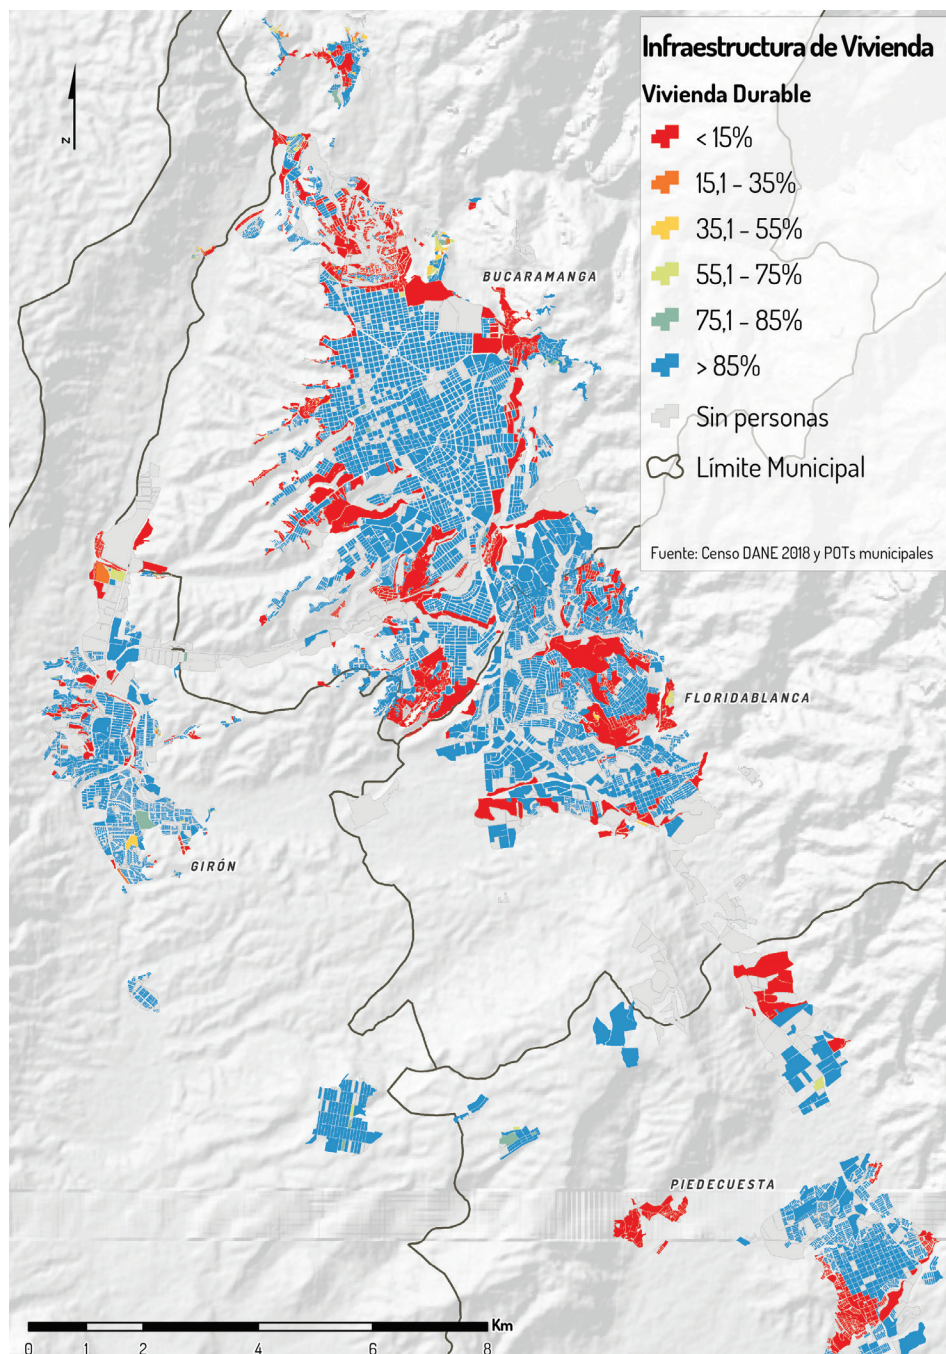 Infraestructura de Vivienda
Vivienda Durable
< 15%
15,1 - 35%
35,1 - 55%
55,1 - 75%
75,1 - 85%
> 85%
Sin personas
Límite Municipal
Fuente: Censo DANE 2018 y POTs municipales
N
BUCARAMANGA
FLORIDABLANCA
GIRÓN
PIEDECUESTA
Km
0 1 2 4 6 8